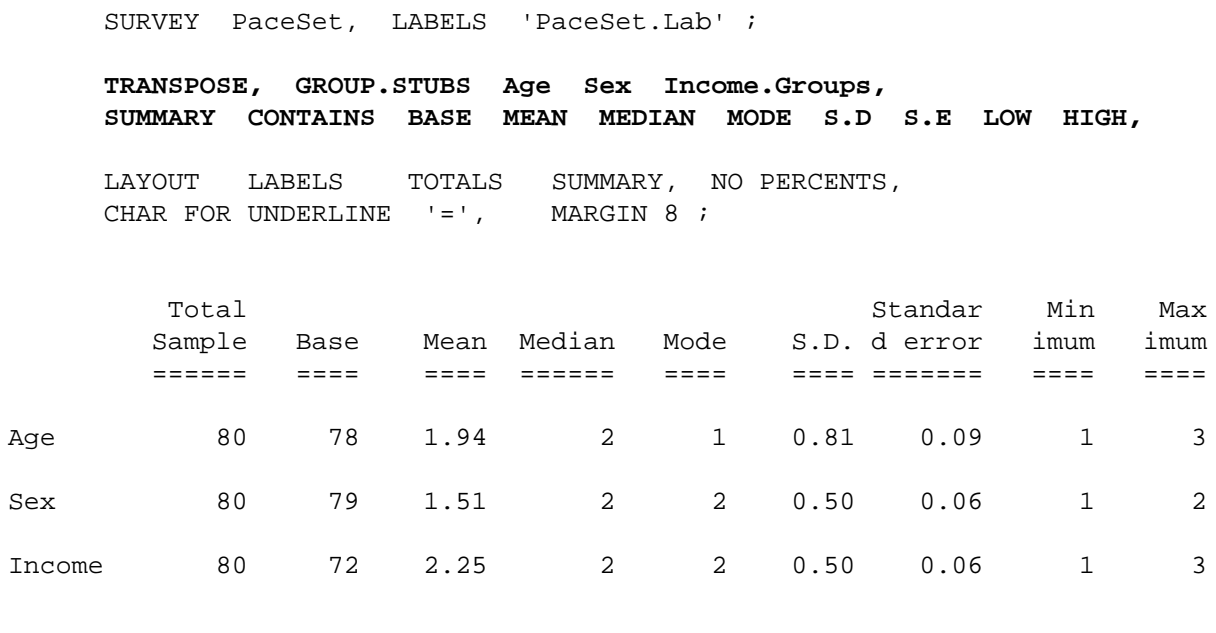 SURVEY PaceSet, LABELS 'PaceSet.Lab' ;
TRANSPOSE, GROUP.STUBS Age Sex Income.Groups,
SUMMARY CONTAINS BASE MEAN MEDIAN MODE S.D S.E LOW HIGH,
LAYOUT LABELS TOTALS SUMMARY, NO PERCENTS,
CHAR FOR UNDERLINE '=', MARGIN 8 ;
Total Standar Min Max
Sample Base Mean Median Mode S.D. d error imum imum
====== ==== ==== ====== ==== ==== ======= ==== ====
Age 80 78 1.94 2 1 0.81 0.09 1 3
Sex 80 79 1.51 2 2 0.50 0.06 1 2
Income 80 72 2.25 2 2 0.50 0.06 1 3